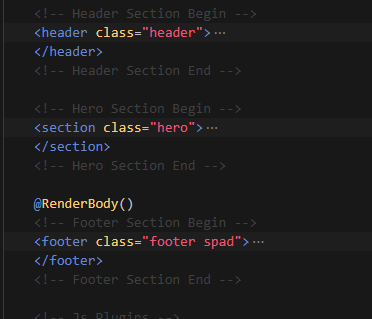 <!-- Header Section Begin -->
<header class="header">···
</header>
<!-- Header Section End -->
<!-- Hero Section Begin -->
<section class="hero">···
</section>
<!-- Hero Section End -->
@RenderBody()
<!-- Footer Section Begin -->
<footer class="footer spad">···
</footer>
<!-- Footer Section End -->
<!-- Js Plugins -->